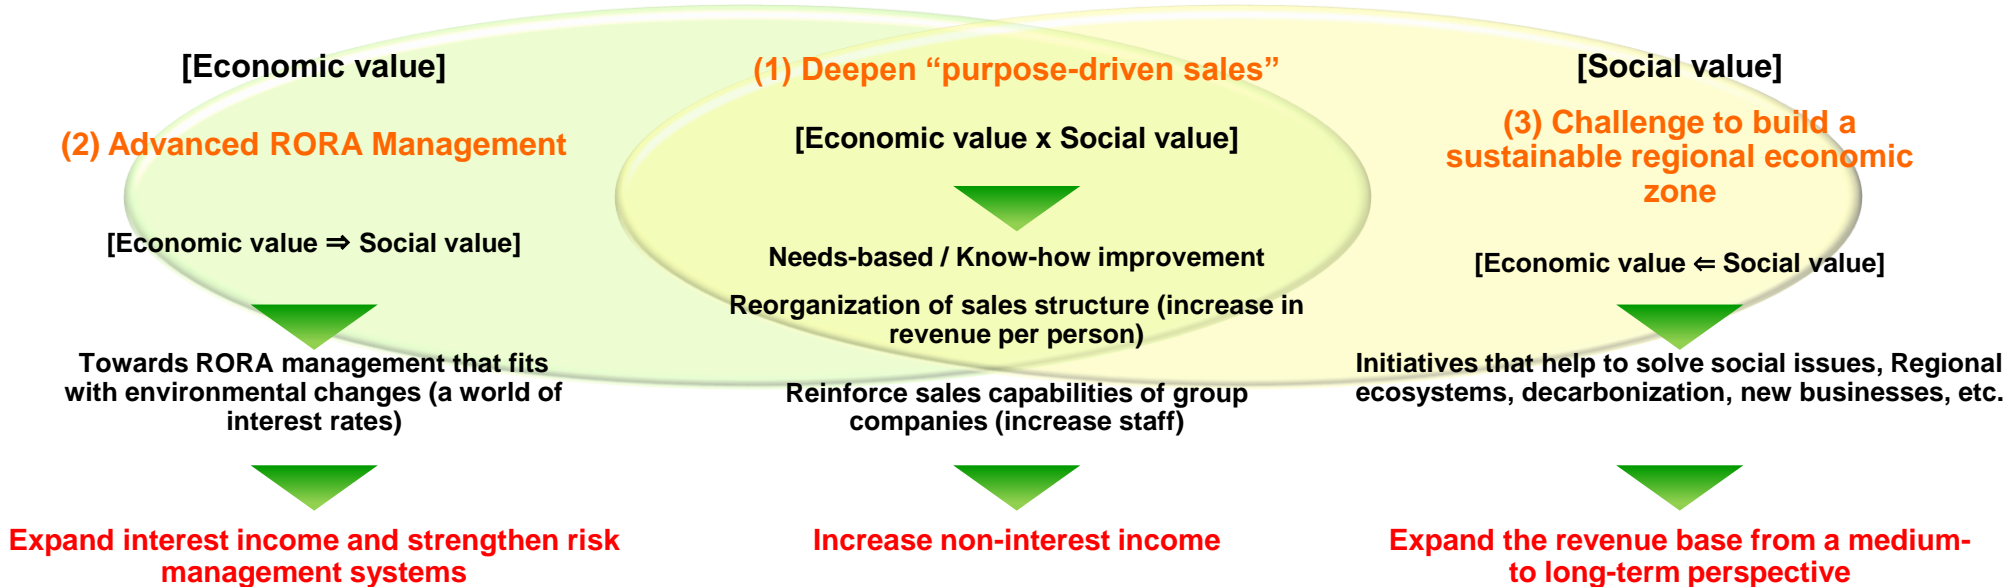 [Economic value]
(2) Advanced RORA Management
[Economic value ⇒ Social value]
Towards RORA management that fits
with environmental changes (a world of
interest rates)
Expand interest income and strengthen risk
management systems
(1) Deepen “purpose-driven sales”
[Economic value x Social value]
Needs-based / Know-how improvement
Reorganization of sales structure (increase in
revenue per person)
Reinforce sales capabilities of group
companies (increase staff)
Increase non-interest income
[Social value]
(3) Challenge to build a
sustainable regional economic
zone
[Economic value ⇐ Social value]
Initiatives that help to solve social issues, Regional
ecosystems, decarbonization, new businesses, etc.
Expand the revenue base from a medium-
to long-term perspective